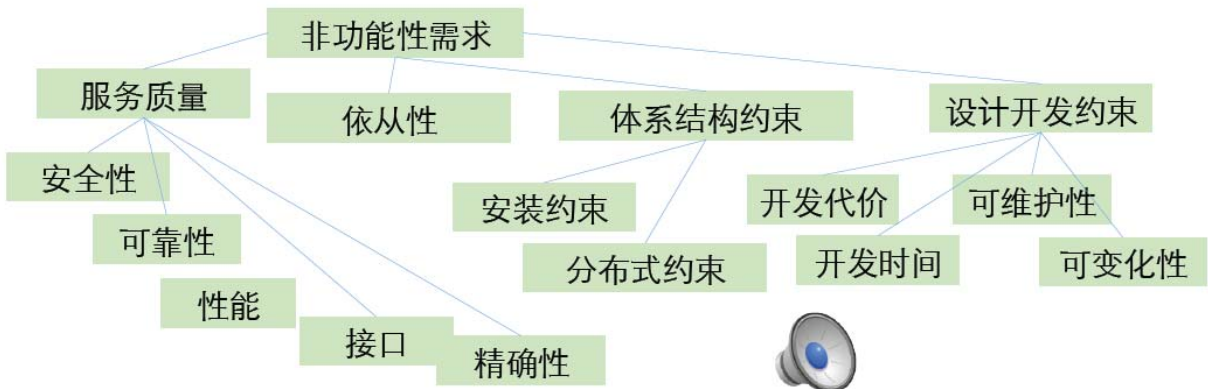 非功能性需求
服务质量
依从性
体系结构约束
设计开发约束
安全性
安装约束
开发代价
可维护性
可靠性
分布式约束
开发时间
可变化性
性能
接口
精确性